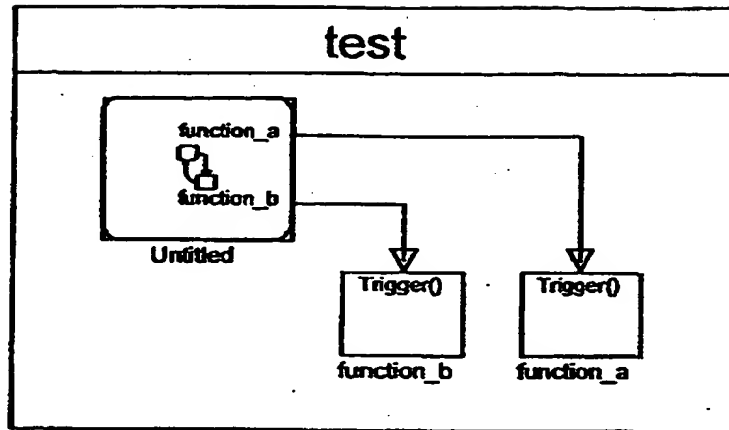 test
function_a
function_b
Untitled
Trigger()
Trigger()
function_b
function_a